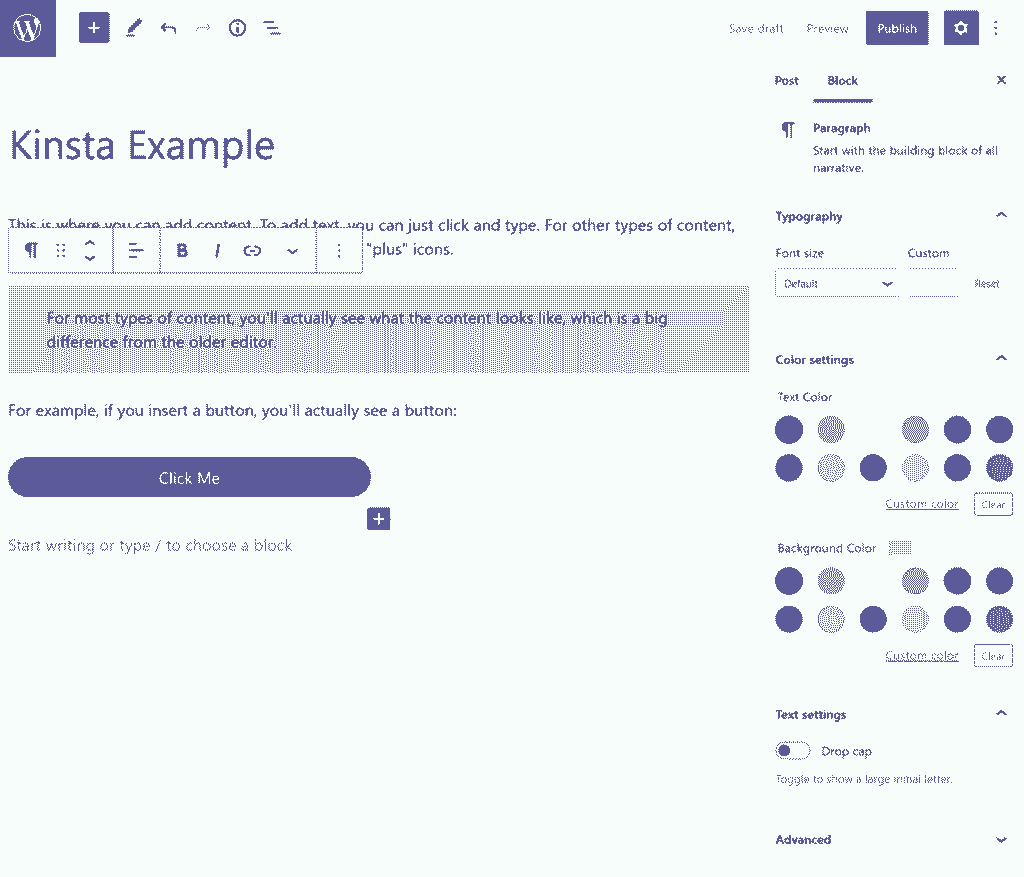 Save draft
Preview
Publish
Post
Block
Kinsta Example
This is where you can add content. To add text, you can just click and type. For other types of content,
"plus" icons.
B I
For most types of content, you'll actually see what the content looks like, which is a big
difference from the older editor.
For example, if you insert a button, you'll actually see a button:
Click Me
Start writing or type / to choose a block
Paragraph
Start with the building block of all
narrative.
Typography
Font size
Custom
Default
Reset
Color settings
Text Color
Custom color
Clear
Background Color
Custom color
Clear
Text settings
Drop cap
Toggle to show a large initial letter.
Advanced